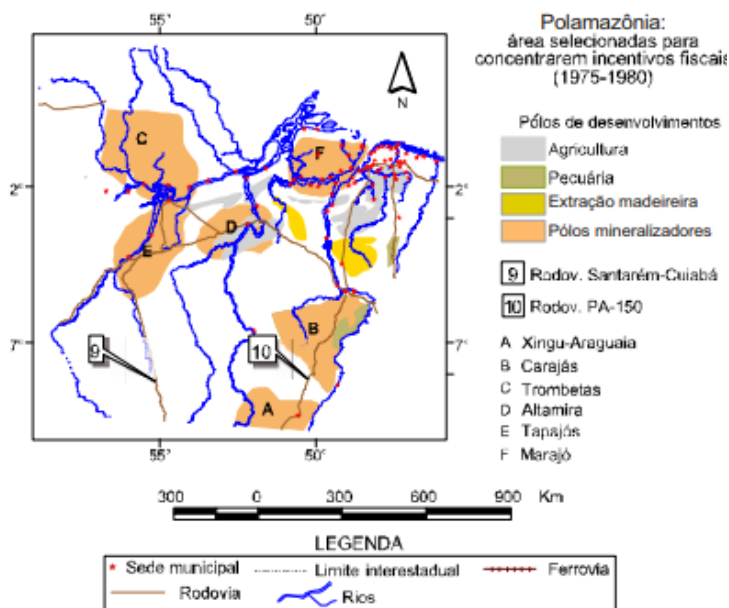 Polamazônia:
área selecionadas para
concentrarem incentivos fiscais
(1975-1980)
Pólos de desenvolvimentos
Agricultura
Pecuária
Extração madeireira
Pólos mineralizadores
9 Rodov. Santarém-Cuiabá
10 Rodov. PA-150
A Xingu-Araguaia
B Carajás
C Trombetas
D Altamira
E Tapajós
F Marajó
55° 50°
N
C
F
2° 2°
D
E
B
9 10
7° 7°
A
55° 50°
300 0 300 600 900 Km
LEGENDA
Sede municipal Limite interestadual Ferrovia
Rodovia Rios